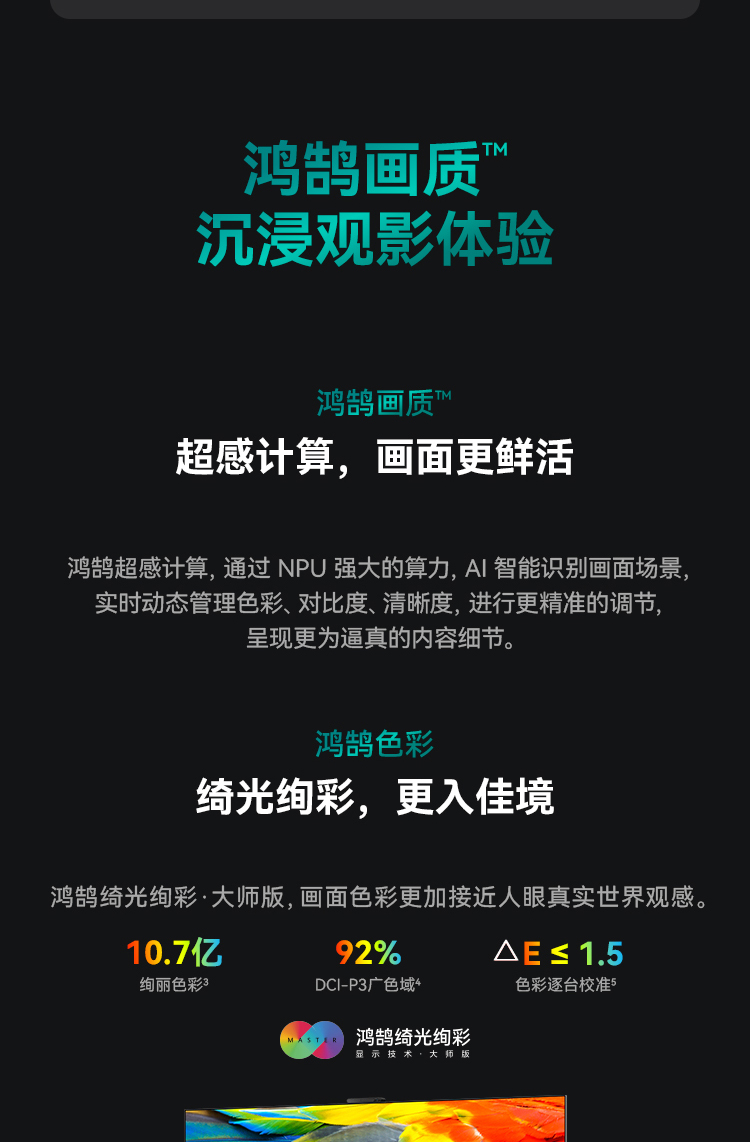 鸿鹄画质™
沉浸观影体验
鸿鹄画质™
超感计算，画面更鲜活
鸿鹄超感计算，通过 NPU 强大的算力，AI 智能识别画面场景，
实时动态管理色彩、对比度、清晰度，进行更精准的调节，
呈现更为逼真的内容细节。
鸿鹄色彩
绮光绚彩，更入佳境
鸿鹄绮光绚彩·大师版，画面色彩更加接近人眼真实世界观感。
10.7亿 92% △E ≤ 1.5
绚丽色彩³ DCI-P3广色域⁴ 色彩逐台校准⁵
MASTER 鸿鹄绮光绚彩
显示技术·大师版